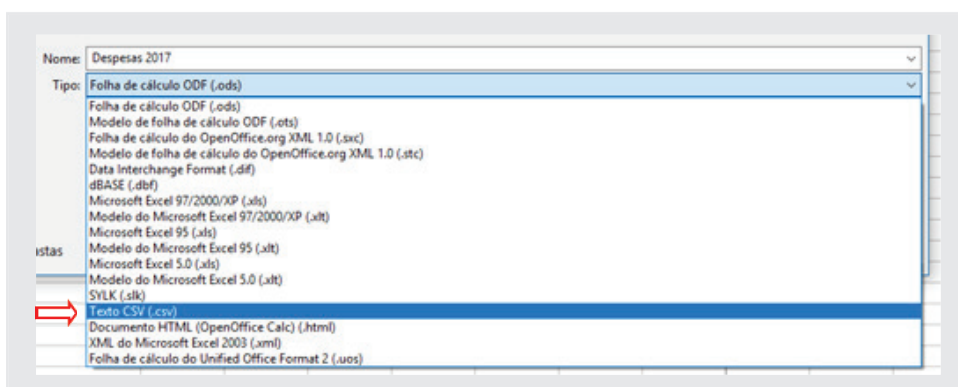 Nome: Despesas 2017
Tipo: Folha de cálculo ODF (.ods)
Folha de cálculo ODF (.ods)
Modelo de folha de cálculo ODF (.ots)
Folha de cálculo do OpenOffice.org XML 1.0 (.sxc)
Modelo de folha de cálculo do OpenOffice.org XML 1.0 (.stc)
Data Interchange Format (.dif)
dBASE (.dbf)
Microsoft Excel 97/2000/XP (.xls)
Modelo do Microsoft Excel 97/2000/XP (.xlt)
Microsoft Excel 95 (.xls)
astas Modelo do Microsoft Excel 95 (.xlt)
Microsoft Excel 5.0 (.xls)
Modelo do Microsoft Excel 5.0 (.xlt)
SYLK (.slk)
Texto CSV (.csv)
Documento HTML (OpenOffice Calc) (.html)
XML do Microsoft Excel 2003 (.xml)
Folha de cálculo do Unified Office Format 2 (.uos)